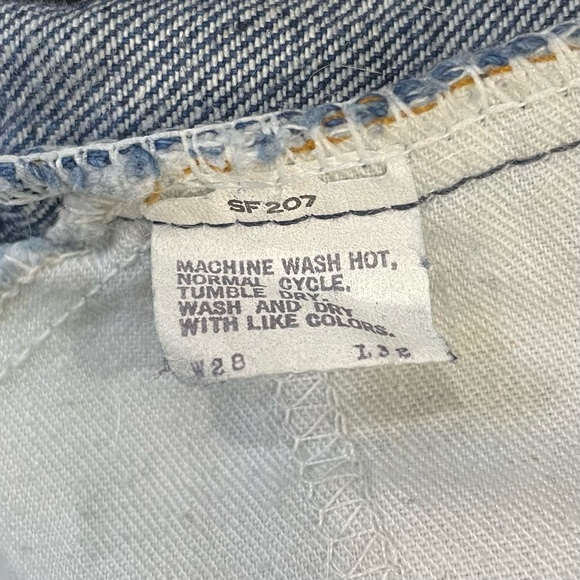 SF207
MACHINE WASH HOT,
NORMAL CYCLE.
TUMBLE DRY.
WASH AND DRY
WITH LIKE COLORS.
W28